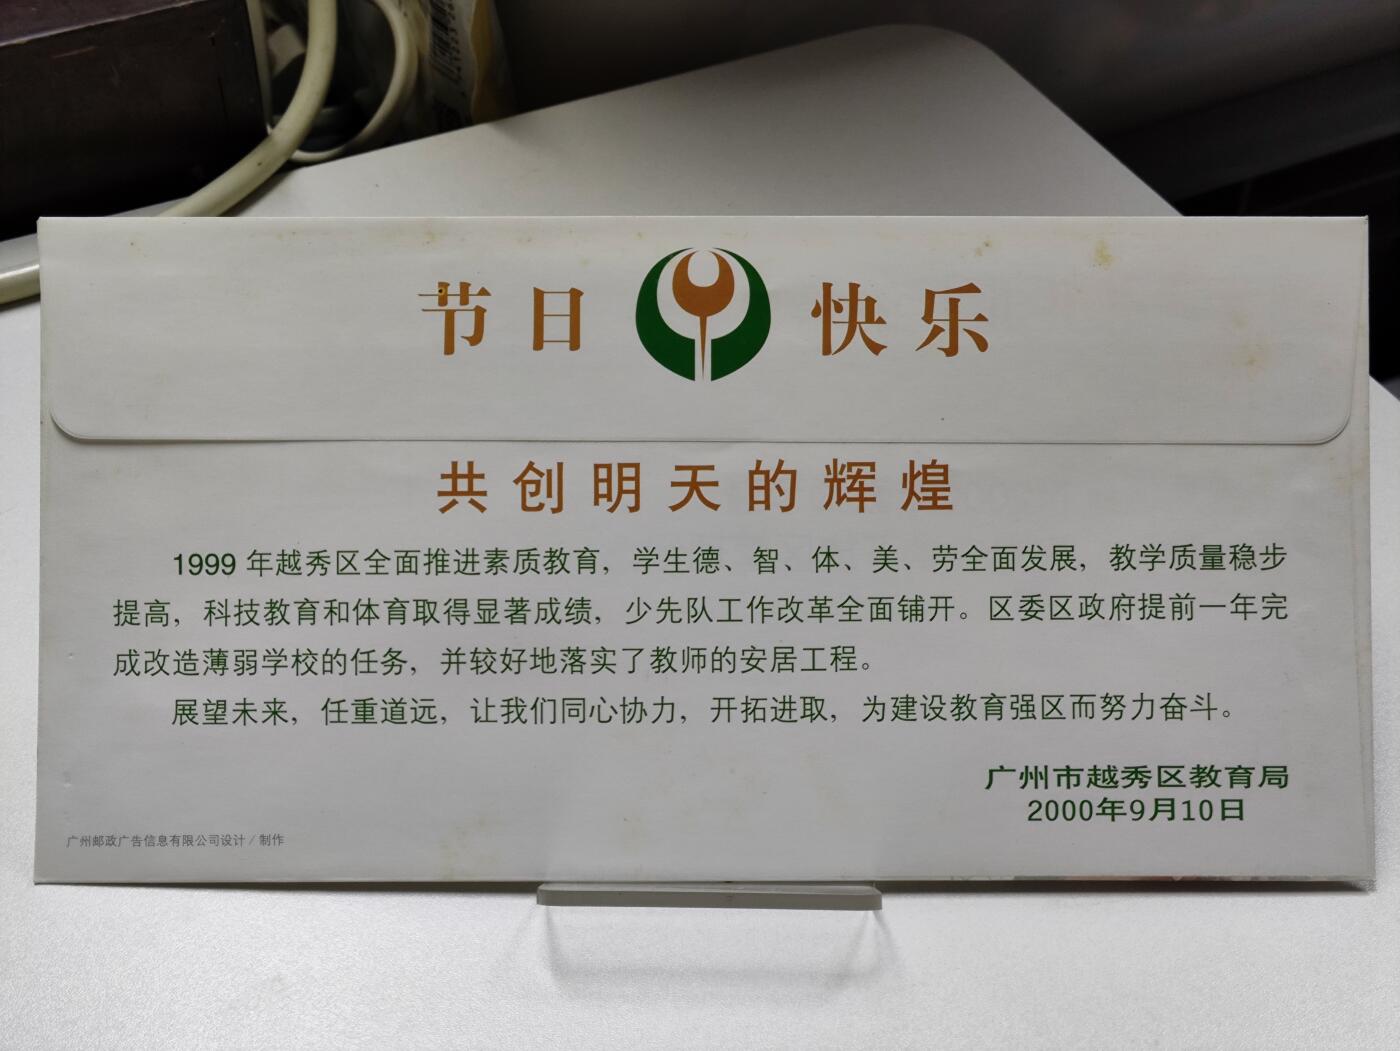 节日 快乐
共创明天的辉煌
1999年越秀区全面推进素质教育，学生德、智、体、美、劳全面发展，教学质量稳步
提高，科技教育和体育取得显著成绩，少先队工作改革全面铺开。区委区政府提前一年完
成改造薄弱学校的任务，并较好地落实了教师的安居工程。
展望未来，任重道远，让我们同心协力，开拓进取，为建设教育强区而努力奋斗。
广州市越秀区教育局
2000年9月10日
广州邮政广告信息有限公司设计/制作